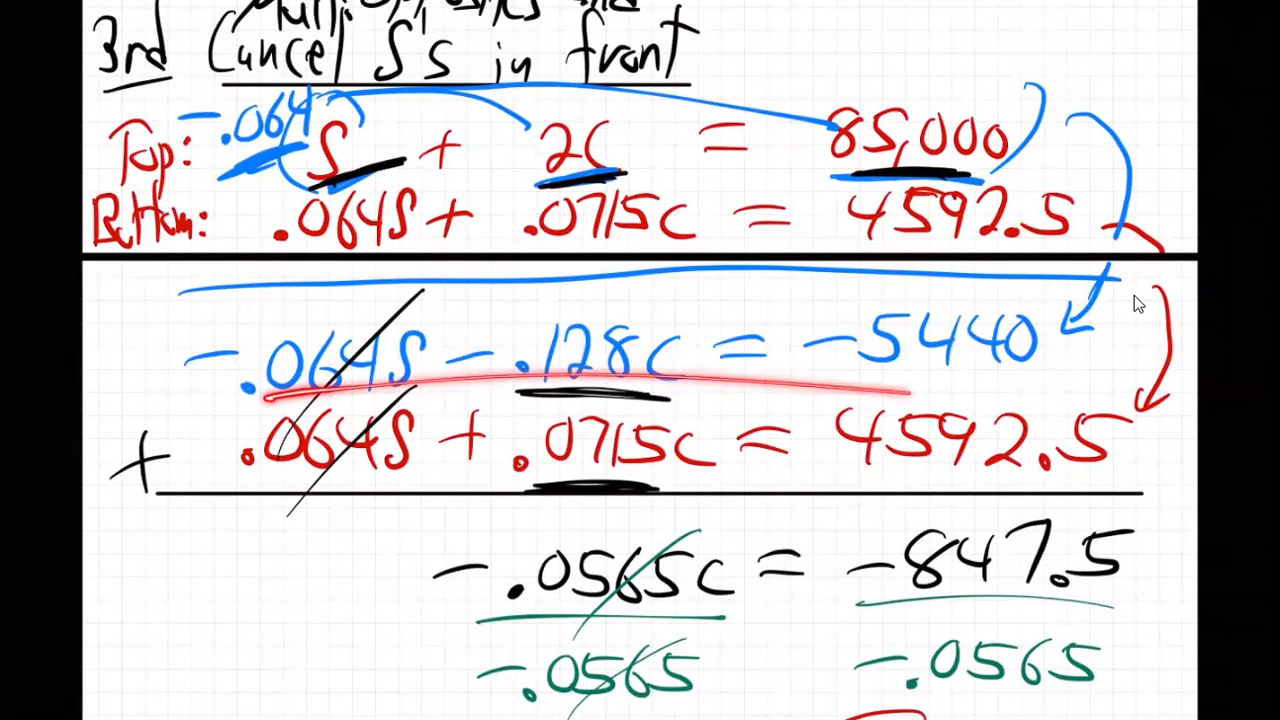 3rd Cancel S's in front
-.064
Top: S + 2C = 85,000
Bottom: .064S + .0715C = 4592.5
-.064S - .128C = -5440
+ .064S + .0715C = 4592.5
-.0565C = -847.5
-.0565 -.0565